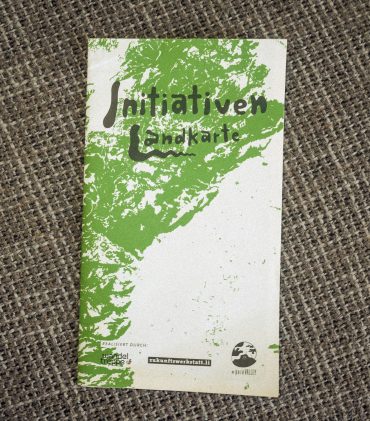 Initiativen
Landkarte
REALISIERT DURCH:
zukunftswerkstatt.li